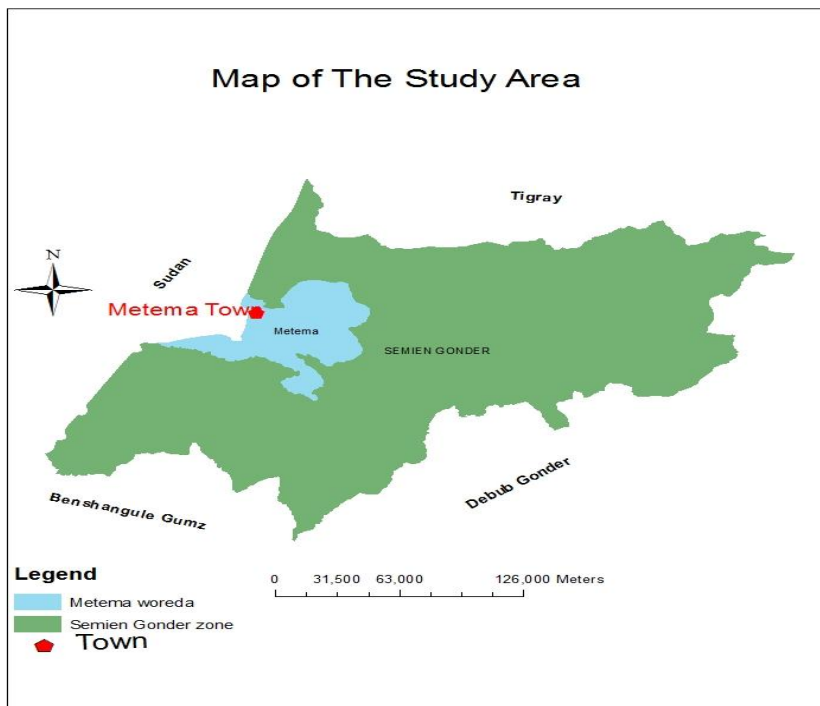 Map of The Study Area
Tigray
Sudan
N
Metema Town
Metema
SEMIEN GONDER
Debub Gonder
Benshangule Gumz
Legend
0 31,500 63,000 126,000 Meters
Metema woreda
Semien Gonder zone
Town